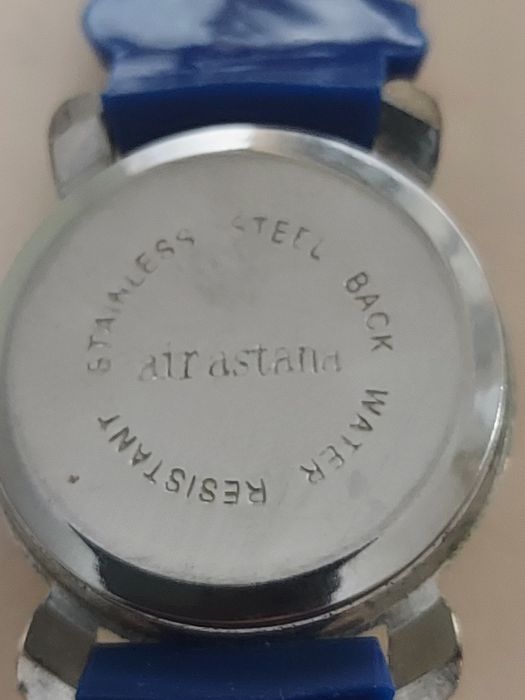 STAINLESS STEEL BACK WATER RESISTANT
air astana